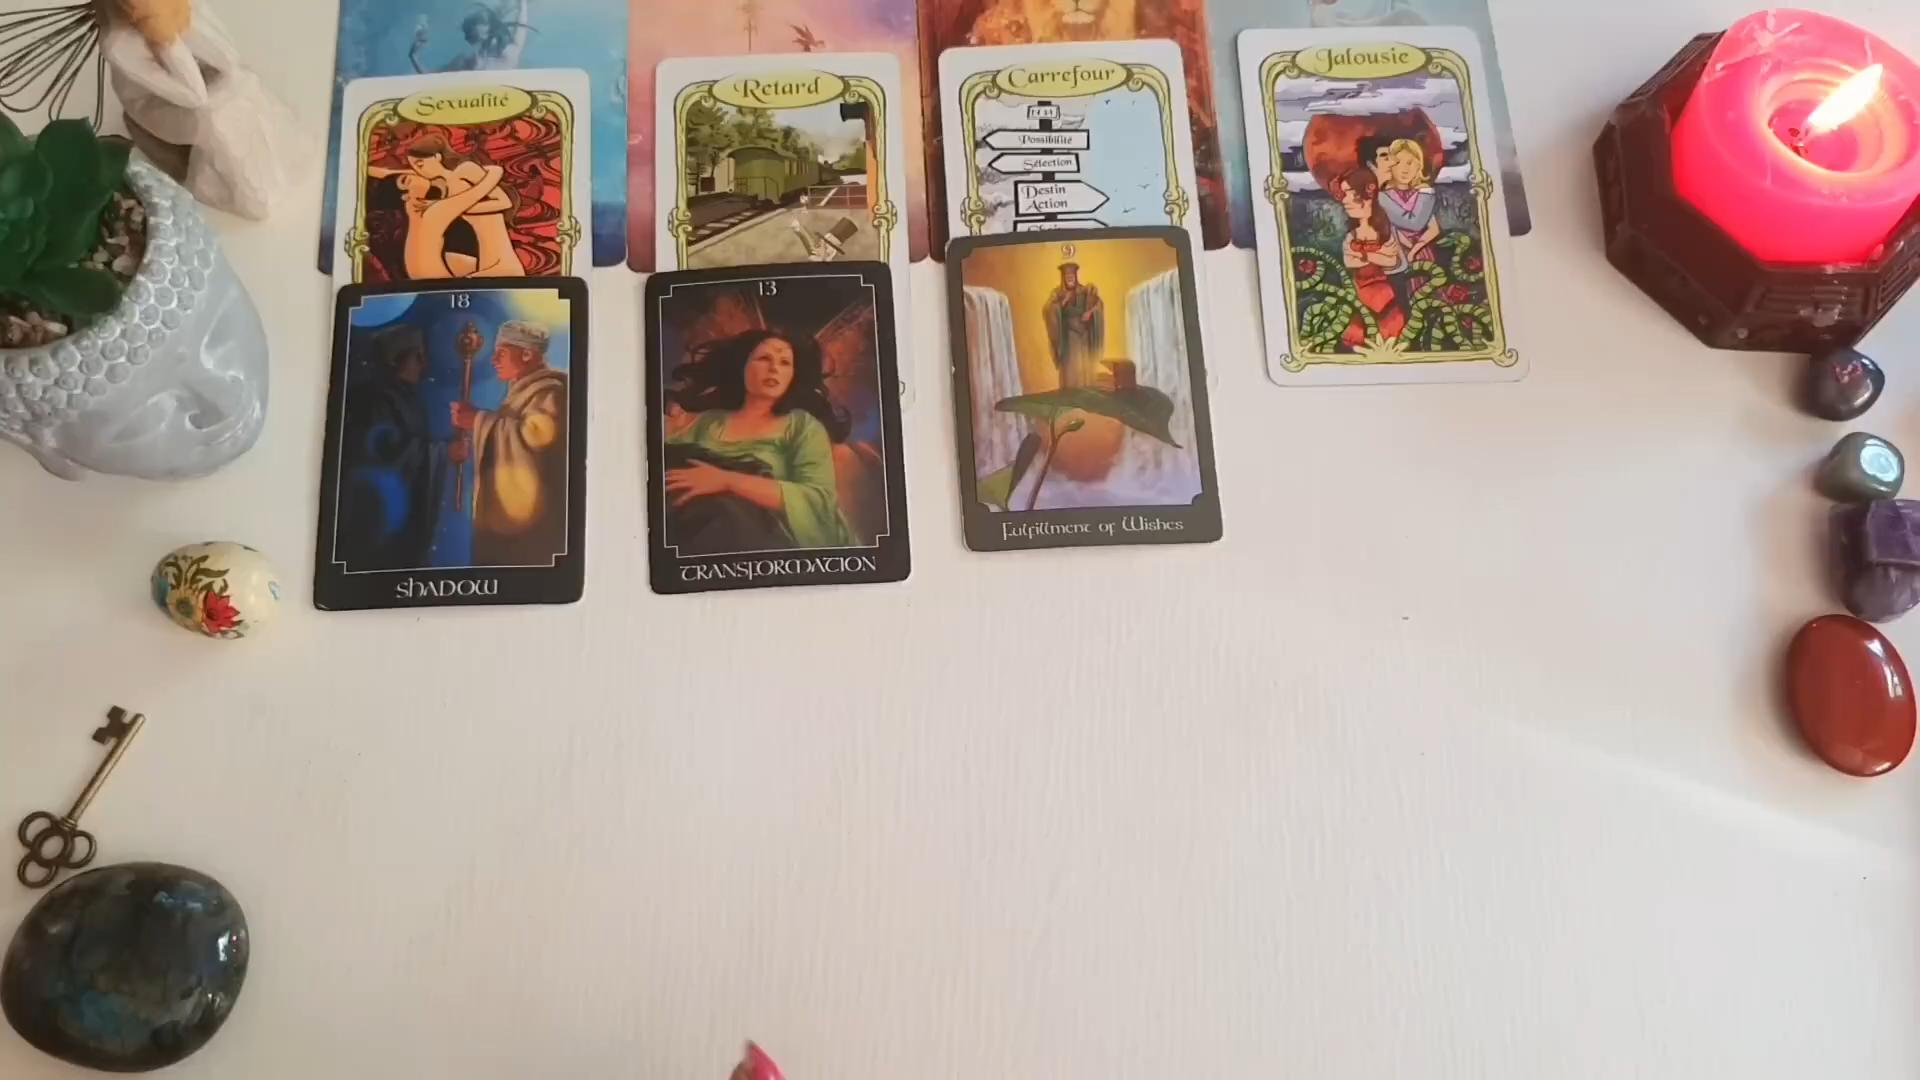 Sexualité
Retard
Carrefour
Possibilité
Sélection
Destin
Action
Jalousie
18
SHADOW
13
TRANSFORMATION
9
Fulfillment of Wishes